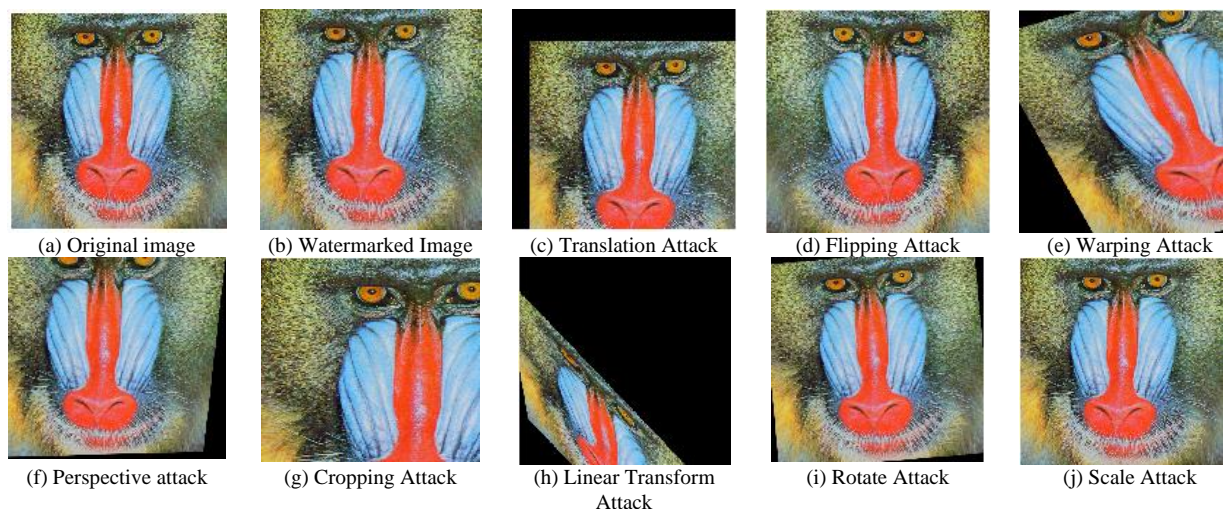 (a) Original image
(b) Watermarked Image
(c) Translation Attack
(d) Flipping Attack
(e) Warping Attack
(f) Perspective attack
(g) Cropping Attack
(h) Linear Transform
Attack
(i) Rotate Attack
(j) Scale Attack